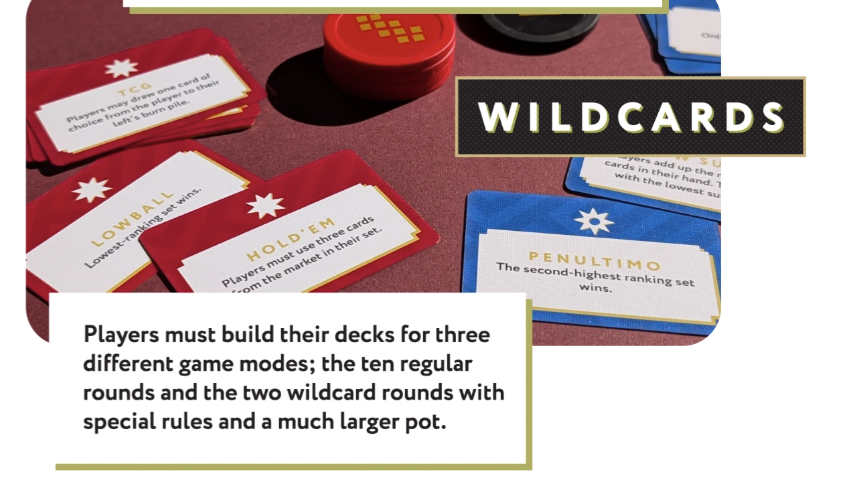 TCG
Players may draw one card of
choice from the player to their
left's burn pile.
WILDCARDS
LOWBALL
Lowest-ranking set wins.
HOLD'EM
Players must use three cards
from the market in their set.
add up the
cards in their hand.
with the lowest
PENULTIMO
The second-highest ranking set
wins.
Players must build their decks for three
different game modes; the ten regular
rounds and the two wildcard rounds with
special rules and a much larger pot.